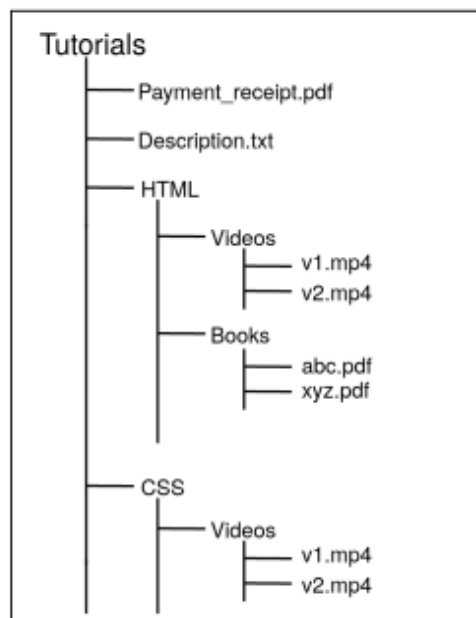 Tutorials
Payment_receipt.pdf
Description.txt
HTML
Videos
v1.mp4
v2.mp4
Books
abc.pdf
xyz.pdf
CSS
Videos
v1.mp4
v2.mp4